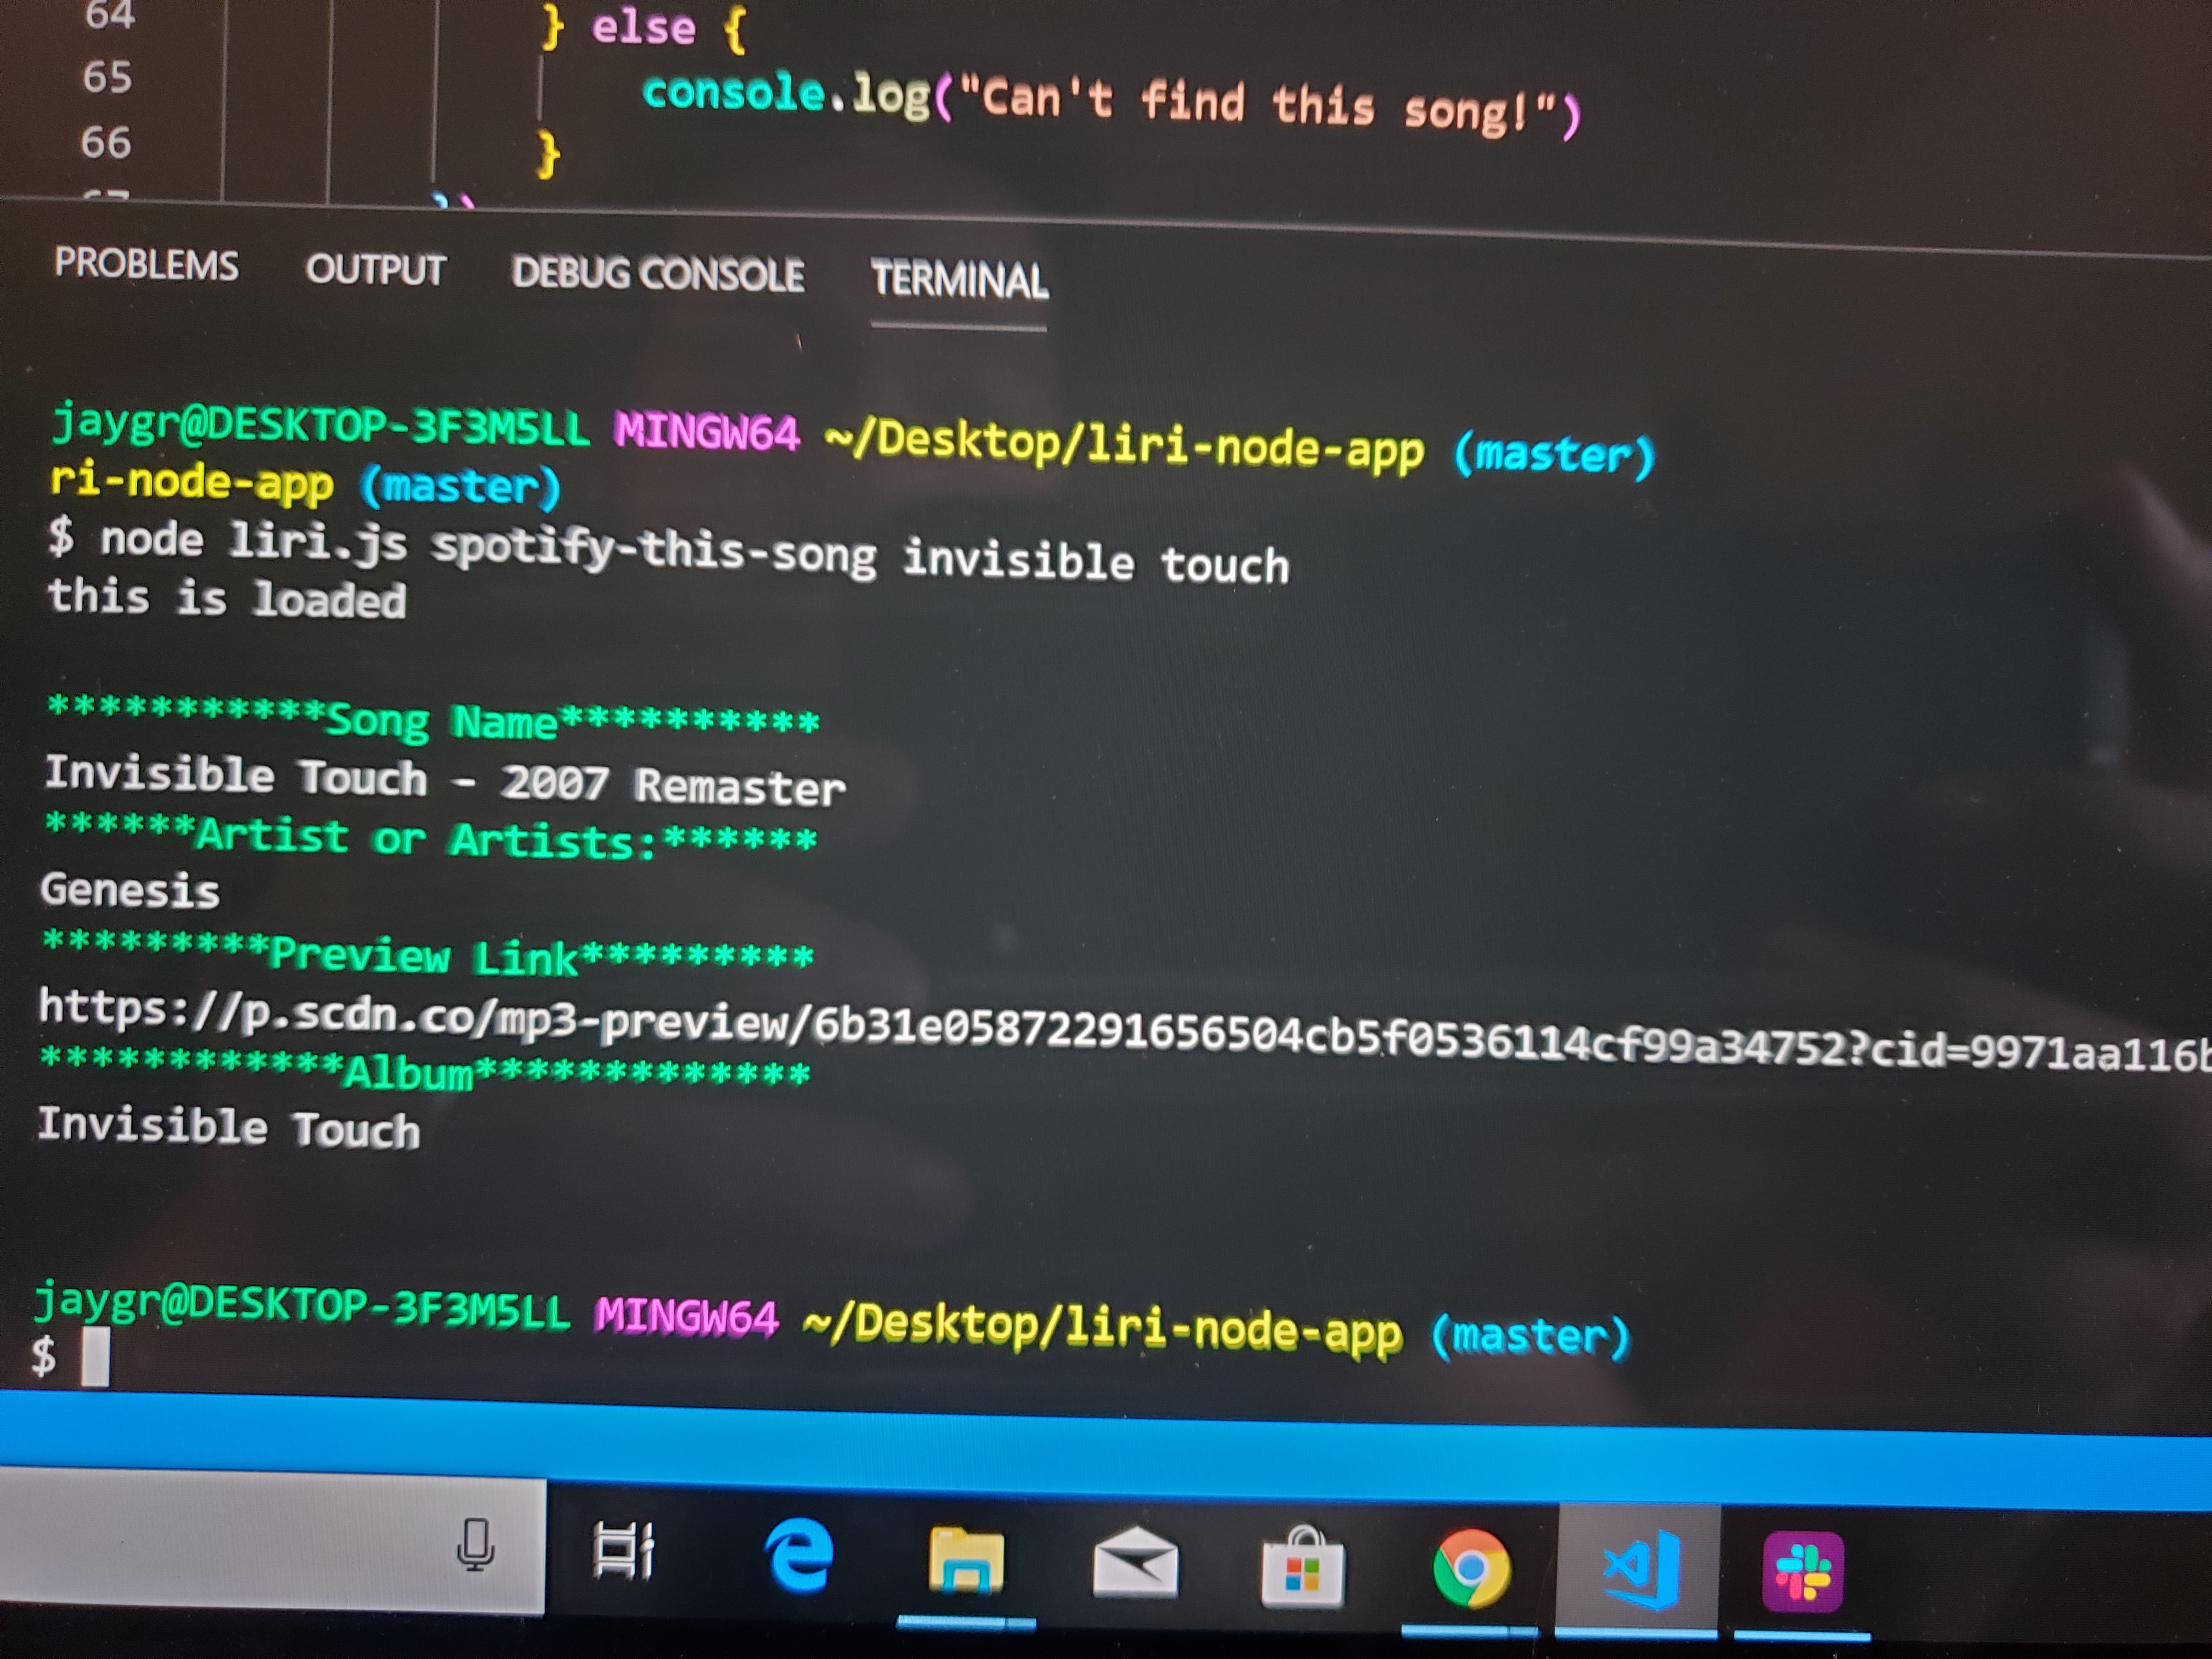 64 } else {
65 console.log("Can't find this song!")
66 }
67 })
PROBLEMS OUTPUT DEBUG CONSOLE TERMINAL
jaygr@DESKTOP-3F3M5LL MINGW64 ~/Desktop/liri-node-app (master)
ri-node-app (master)
$ node liri.js spotify-this-song invisible touch
this is loaded
***********Song Name**********
Invisible Touch - 2007 Remaster
******Artist or Artists:******
Genesis
*********Preview Link*********
https://p.scdn.co/mp3-preview/6b31e05872291656504cb5f0536114cf99a34752?cid=9971aa116b
************Album*************
Invisible Touch
jaygr@DESKTOP-3F3M5LL MINGW64 ~/Desktop/liri-node-app (master)
$